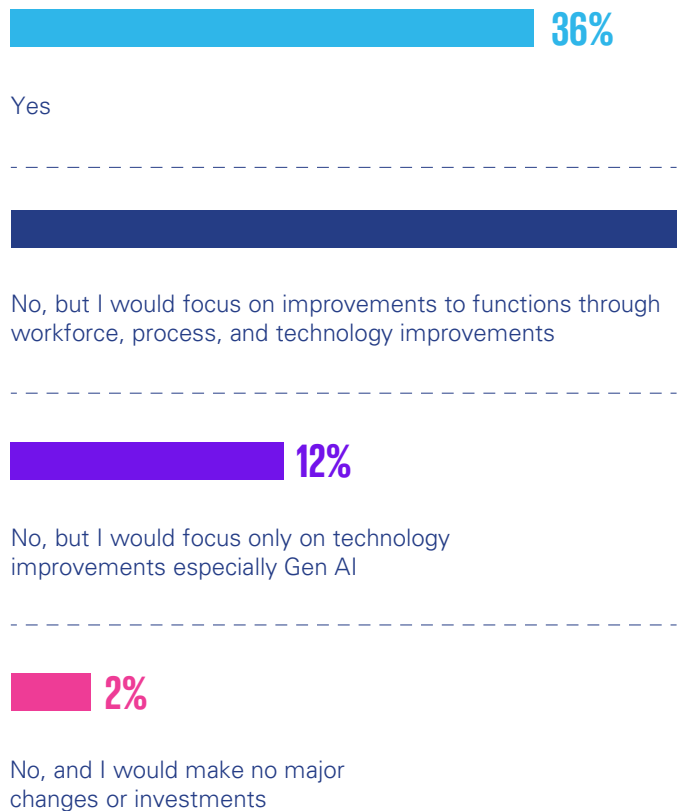 36%
Yes
No, but I would focus on improvements to functions through
workforce, process, and technology improvements
12%
No, but I would focus only on technology
improvements especially Gen AI
2%
No, and I would make no major
changes or investments